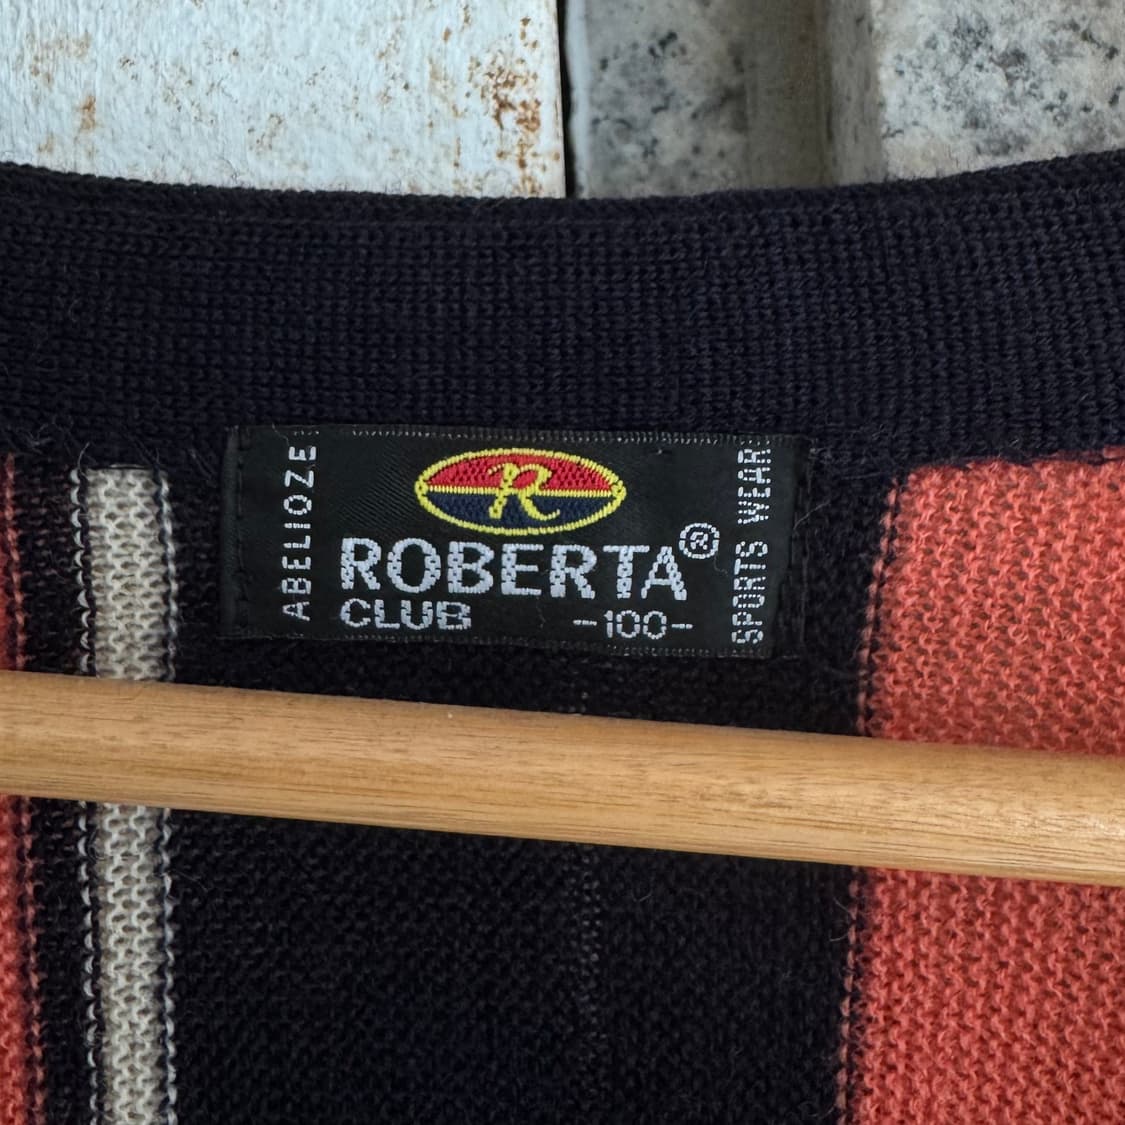 ABELIOZE
R
ROBERTA®
CLUB -100-
SPORTS WEAR